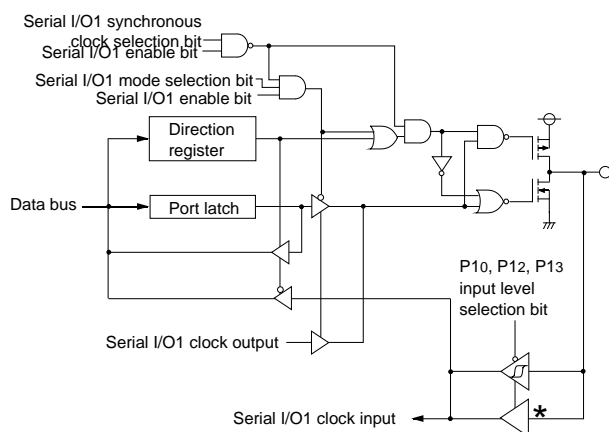 Serial I/O1 synchronous
clock selection bit
Serial I/O1 enable bit
Serial I/O1 mode selection bit
Serial I/O1 enable bit
Direction
register
Data bus
Port latch
P10, P12, P13
input level
selection bit
Serial I/O1 clock output
*
Serial I/O1 clock input